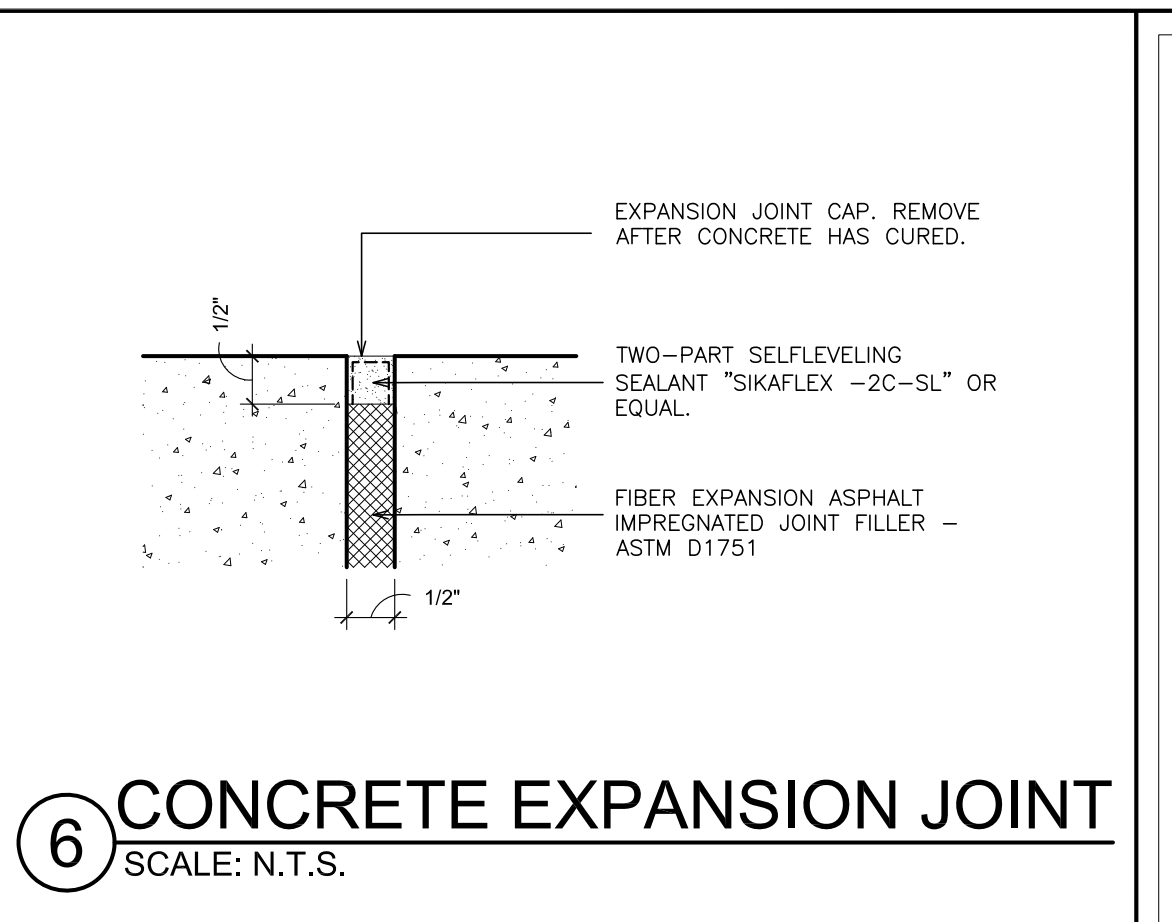 EXPANSION JOINT CAP. REMOVE
AFTER CONCRETE HAS CURED.
1/2"
TWO-PART SELFLEVELING
SEALANT "SIKAFLEX -2C-SL" OR
EQUAL.
FIBER EXPANSION ASPHALT
IMPREGNATED JOINT FILLER -
ASTM D1751
1/2"
6 CONCRETE EXPANSION JOINT
SCALE: N.T.S.